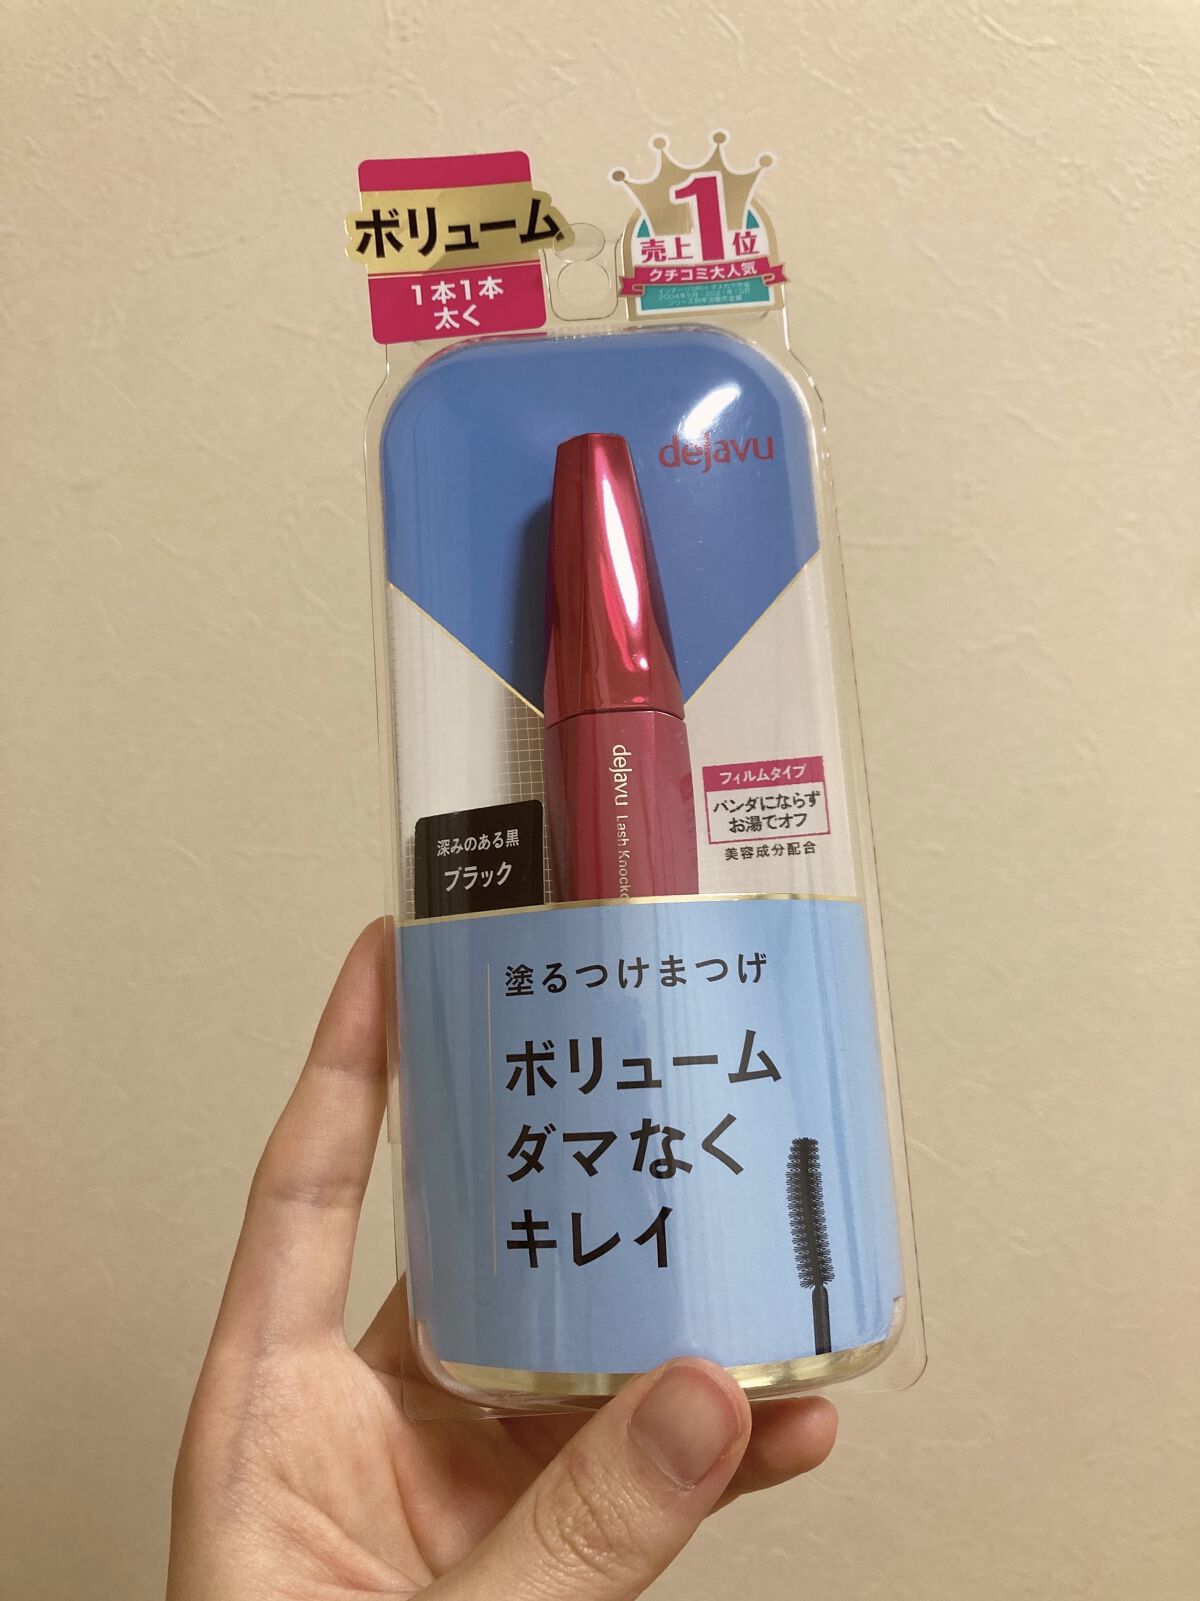 ボリューム
1本1本
太く
売上1位
クチコミ大人気
dejavu
dejavu Lash Knocko
フィルムタイプ
パンダにならず
お湯でオフ
美容成分配合
深みのある黒
ブラック
塗るつけまつげ
ボリューム
ダマなく
キレイ